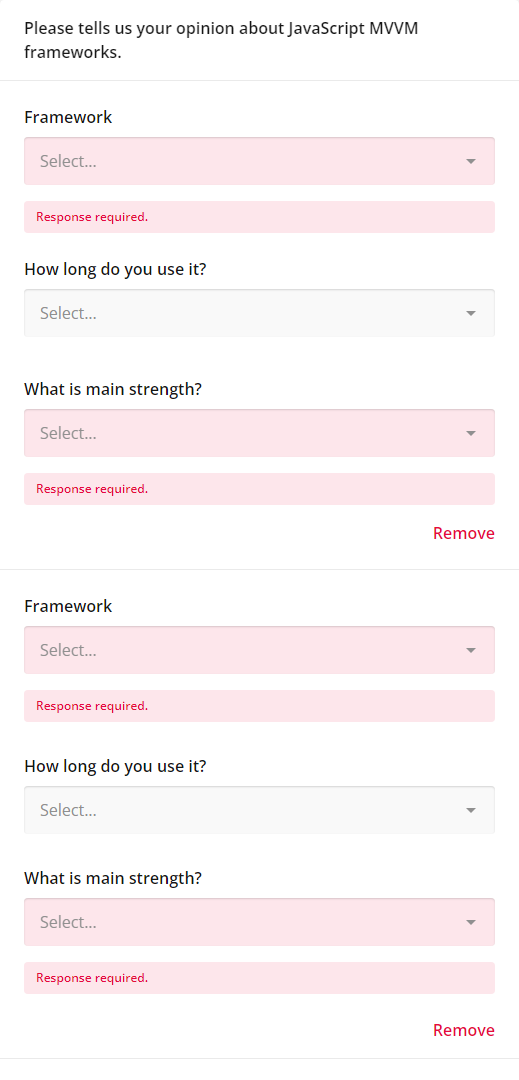 Please tells us your opinion about JavaScript MVVM
frameworks.
Framework
Select...
Response required.
How long do you use it?
Select...
What is main strength?
Select...
Response required.
Remove
Framework
Select...
Response required.
How long do you use it?
Select...
What is main strength?
Select...
Response required.
Remove